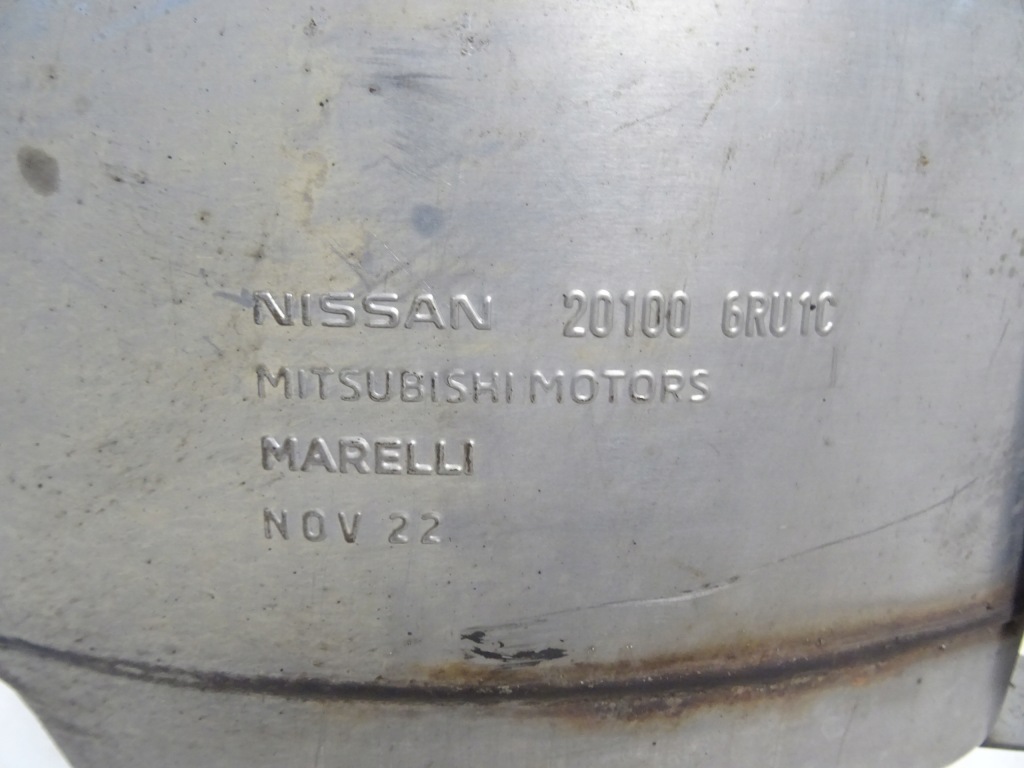 NISSAN 20100 6RU1C
MITSUBISHI MOTORS
MARELLI
NOV 22